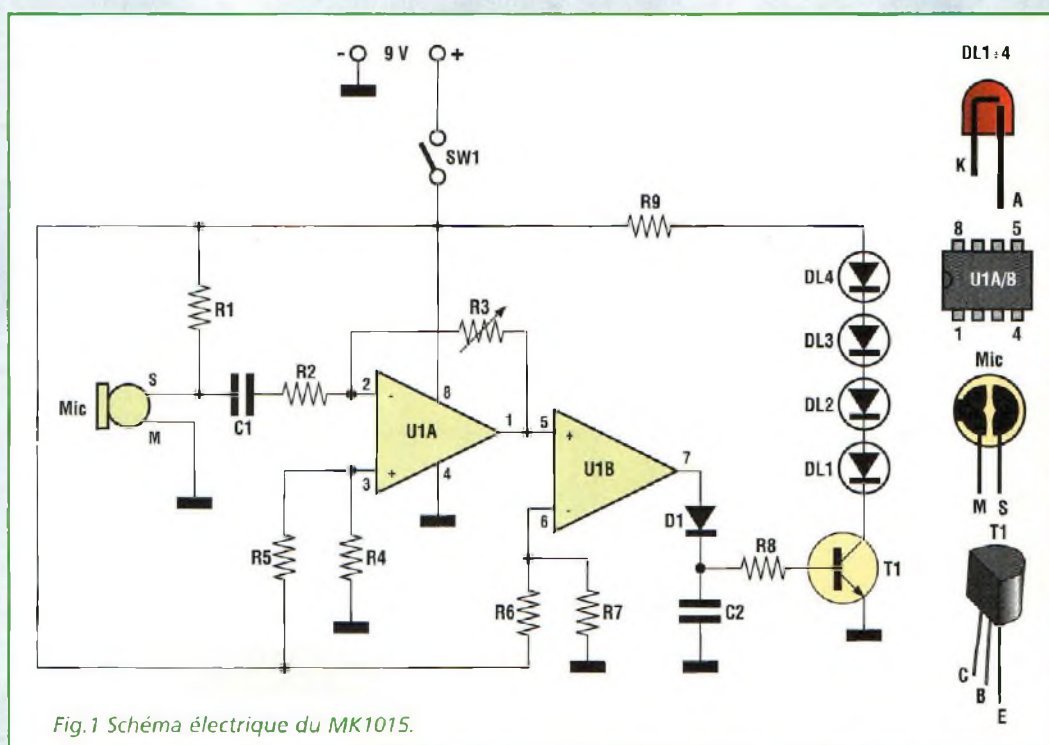 - 9 V +
SW1
R9
R1
R3
DL4
DL3
DL2
DL1
Mic
S
M
C1
R2
2
-
8
U1A
1
3
+
4
5
+
U1B
7
6
-
D1
R5
R4
R6
R7
R8
C2
T1
DL1÷4
K
A
8 5
U1A/B
1 4
Mic
M S
T1
C
B
E
Fig.1 Schéma électrique du MK1015.